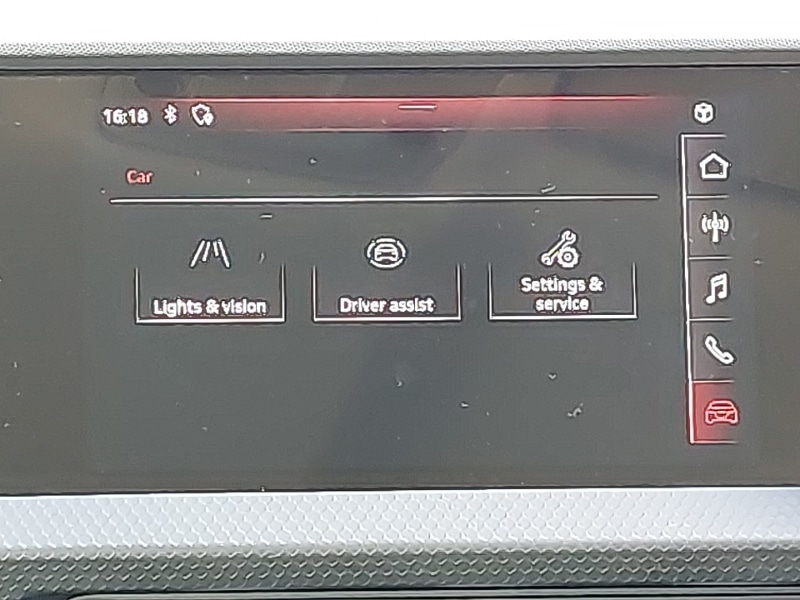 16:18
Car
Lights & vision
Driver assist
Settings &
service